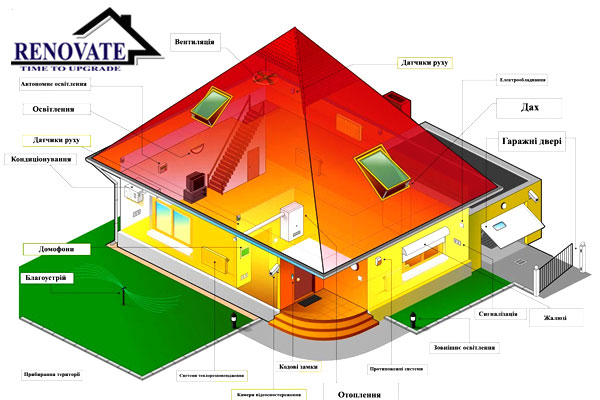 RENOVATE
TIME TO UPGRADE
Вентиляція
Датчики руху
Автономне освітлення
Електрообладнання
Освітлення
Дах
Датчики руху
Гаражні двері
Кондиціонування
Домофони
Благоустрій
Сигналізація
Жалюзі
Зовнішнє освітлення
Кодові замки
Протипожежні системи
Прибирання території
Системи
Камери відеоспостереження
Отоплення